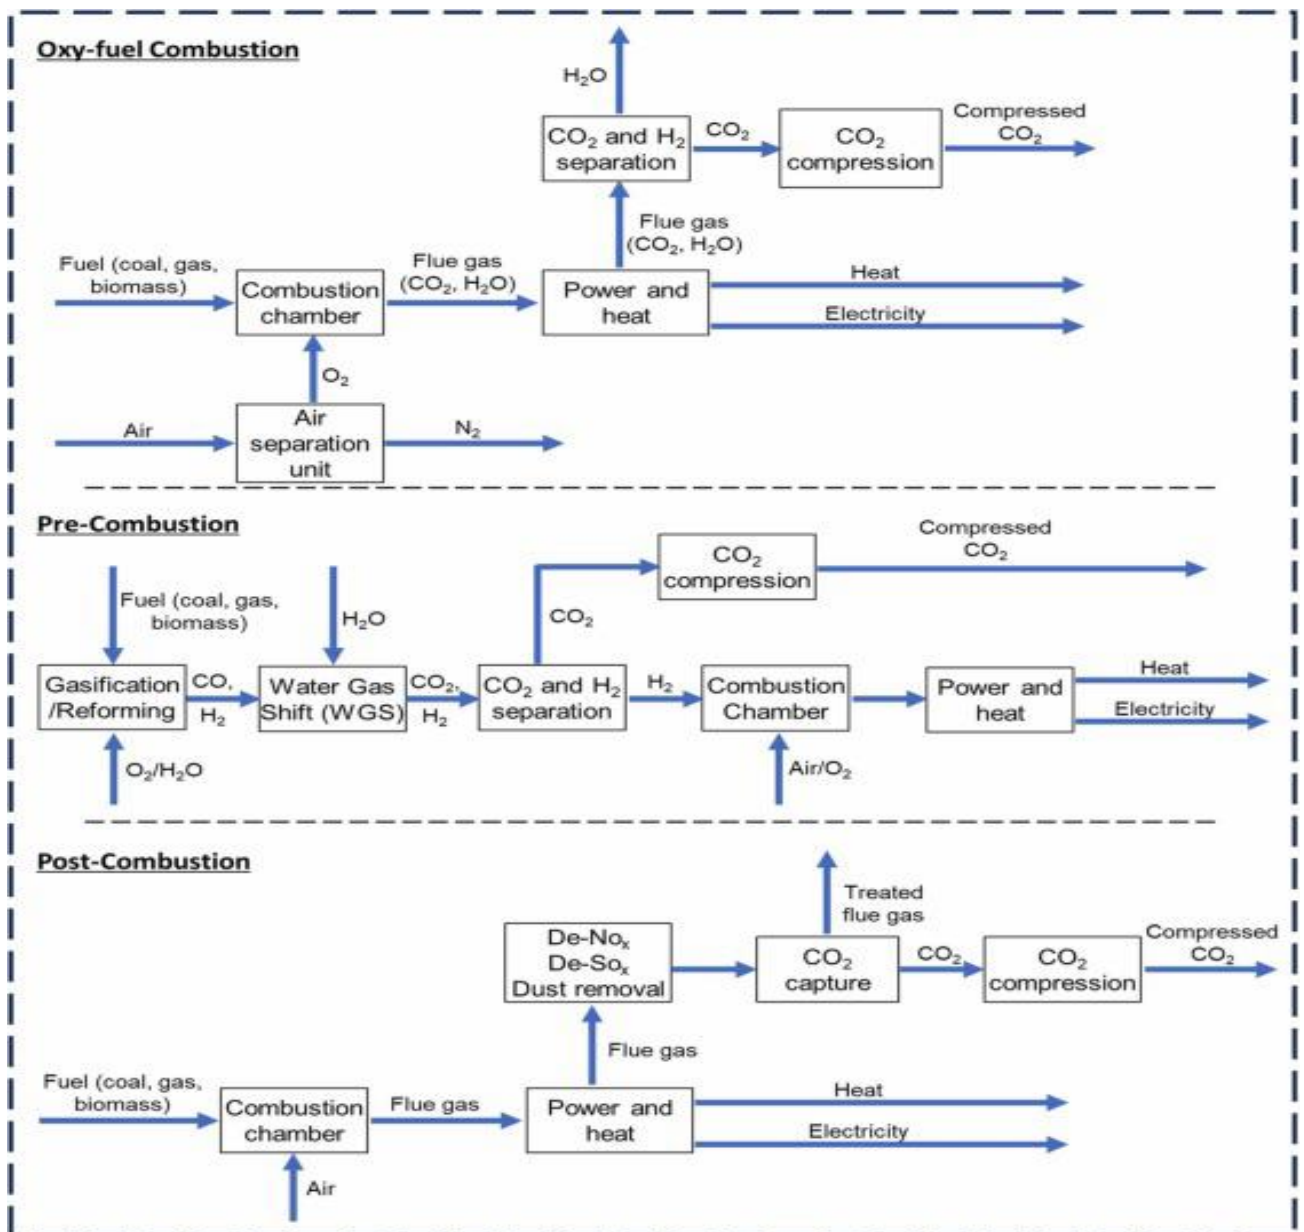 Oxy-fuel Combustion
H₂O
CO₂ and H₂
separation
CO₂
CO₂
compression
Compressed
CO₂
Flue gas
(CO₂, H₂O)
Fuel (coal, gas,
biomass)
Combustion
chamber
Flue gas
(CO₂, H₂O)
Power and
heat
Heat
Electricity
O₂
Air
Air
separation
unit
N₂
Pre-Combustion
CO₂
compression
Compressed
CO₂
Fuel (coal, gas,
biomass)
H₂O
CO₂
Gasification
/Reforming
CO,
H₂
Water Gas
Shift (WGS)
CO₂,
H₂
CO₂ and H₂
separation
H₂
Combustion
Chamber
Power and
heat
Heat
Electricity
O₂/H₂O
Air/O₂
Post-Combustion
Treated
flue gas
De-Noₓ
De-Soₓ
Dust removal
CO₂
capture
CO₂
CO₂
compression
Compressed
CO₂
Flue gas
Fuel (coal, gas,
biomass)
Combustion
chamber
Flue gas
Power and
heat
Heat
Electricity
Air